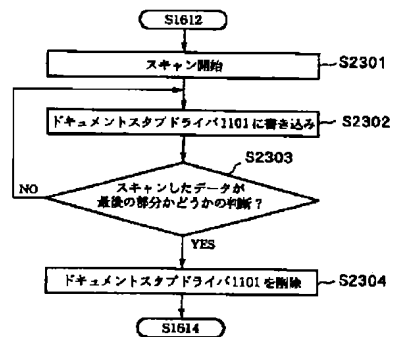 S1612
スキャン開始
S2301
ドキュメントスタブドライバ1101に書き込み
S2302
S2303
スキャンしたデータが
最後の部分かどうかの判断?
NO
YES
ドキュメントスタブドライバ1101を削除
S2304
S1614